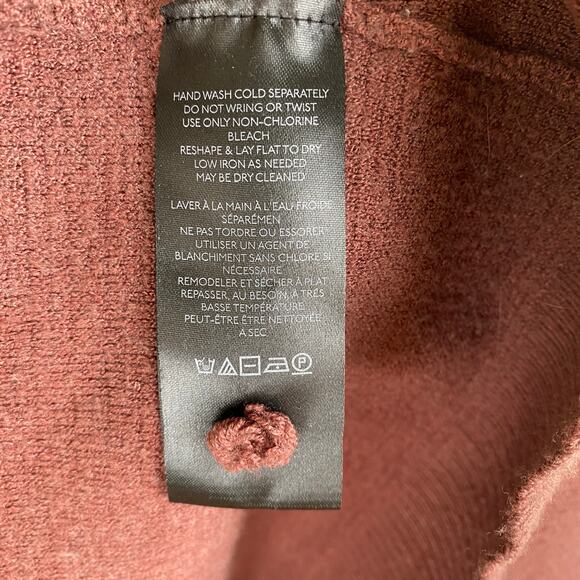 HAND WASH COLD SEPARATELY
DO NOT WRING OR TWIST
USE ONLY NON-CHLORINE
BLEACH
RESHAPE & LAY FLAT TO DRY
LOW IRON AS NEEDED
MAY BE DRY CLEANED
LAVER À LA MAIN À L'EAU FROIDE
SÉPARÉMEN
NE PAS TORDRE OU ESSORER
UTILISER UN AGENT DE
BLANCHIMENT SANS CHLORE SI
NÉCESSAIRE
REMODELER ET SÉCHER À PLAT
REPASSER, AU BESOIN, À TRÈS
BASSE TEMPÉRATURE
PEUT-ÊTRE ÊTRE NETTOYÉE
À SEC
P